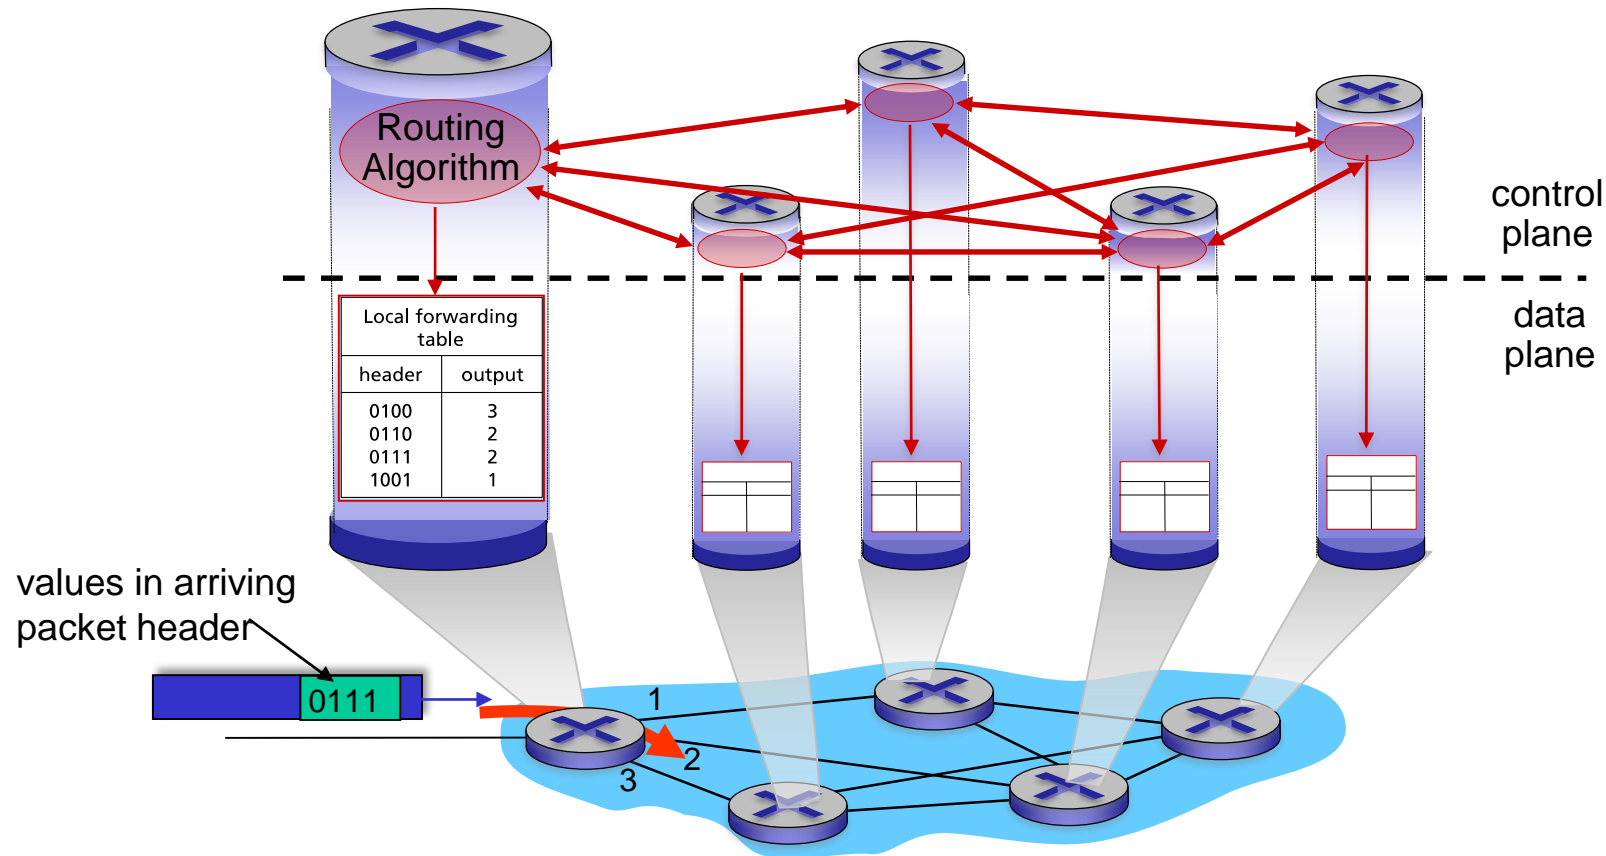 Routing
Algorithm
control
plane
data
plane
Local forwarding
table
header output
0100 3
0110 2
0111 2
1001 1
values in arriving
packet header
0111
1
2
3